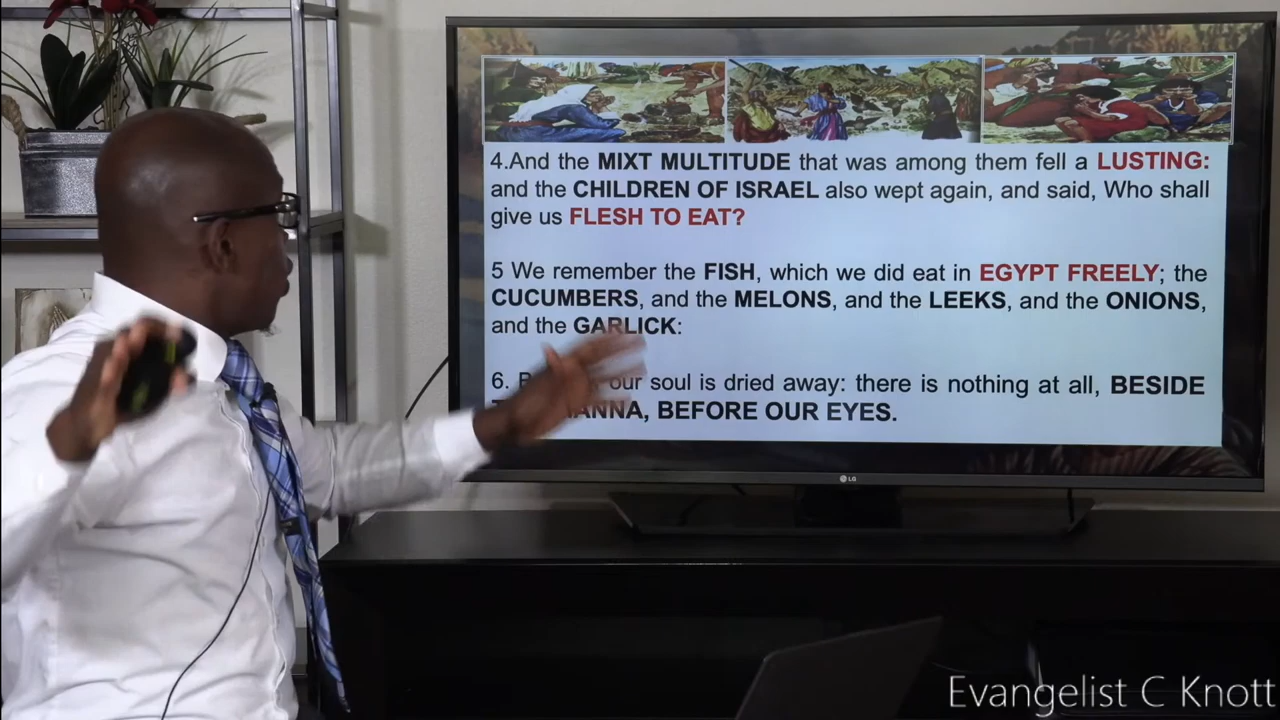 4.And the MIXT MULTITUDE that was among them fell a LUSTING:
and the CHILDREN OF ISRAEL also wept again, and said, Who shall
give us FLESH TO EAT?
5 We remember the FISH, which we did eat in EGYPT FREELY; the
CUCUMBERS, and the MELONS, and the LEEKS, and the ONIONS,
and the GARLICK:
6. our soul is dried away: there is nothing at all, BESIDE
MANNA, BEFORE OUR EYES.
LG
Evangelist C Knott